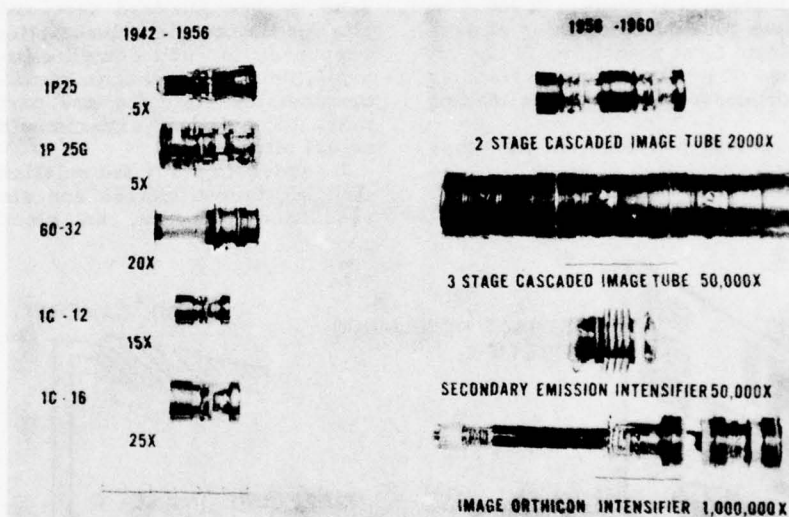 1942 - 1956
1P25
.5X
1P 25G
5X
60-32
20X
1C - 12
15X
1C - 16
25X
1956 - 1960
2 STAGE CASCADED IMAGE TUBE 2000X
3 STAGE CASCADED IMAGE TUBE 50,000X
SECONDARY EMISSION INTENSIFIER 50,000X
IMAGE ORTHICON INTENSIFIER 1,000,000X